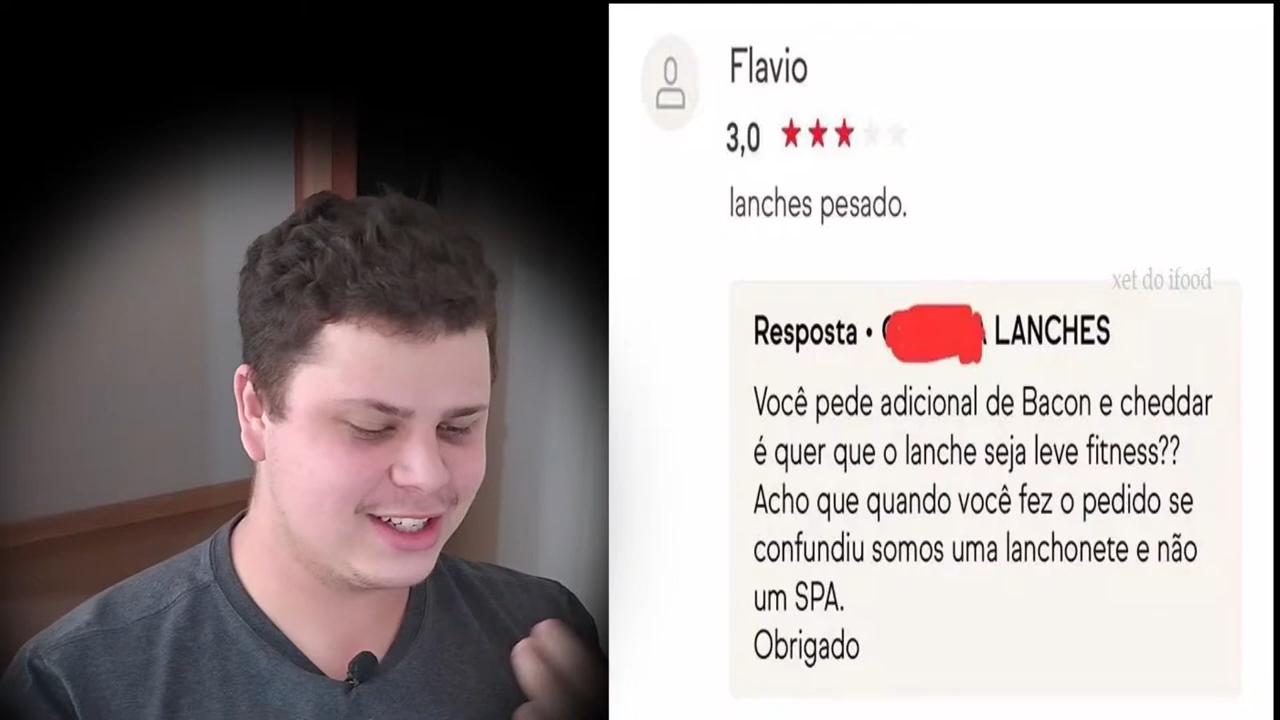 Flavio
3,0
lanches pesado.
xet do ifood
Resposta • LANCHES
Você pede adicional de Bacon e cheddar
é quer que o lanche seja leve fitness??
Acho que quando você fez o pedido se
confundiu somos uma lanchonete e não
um SPA.
Obrigado